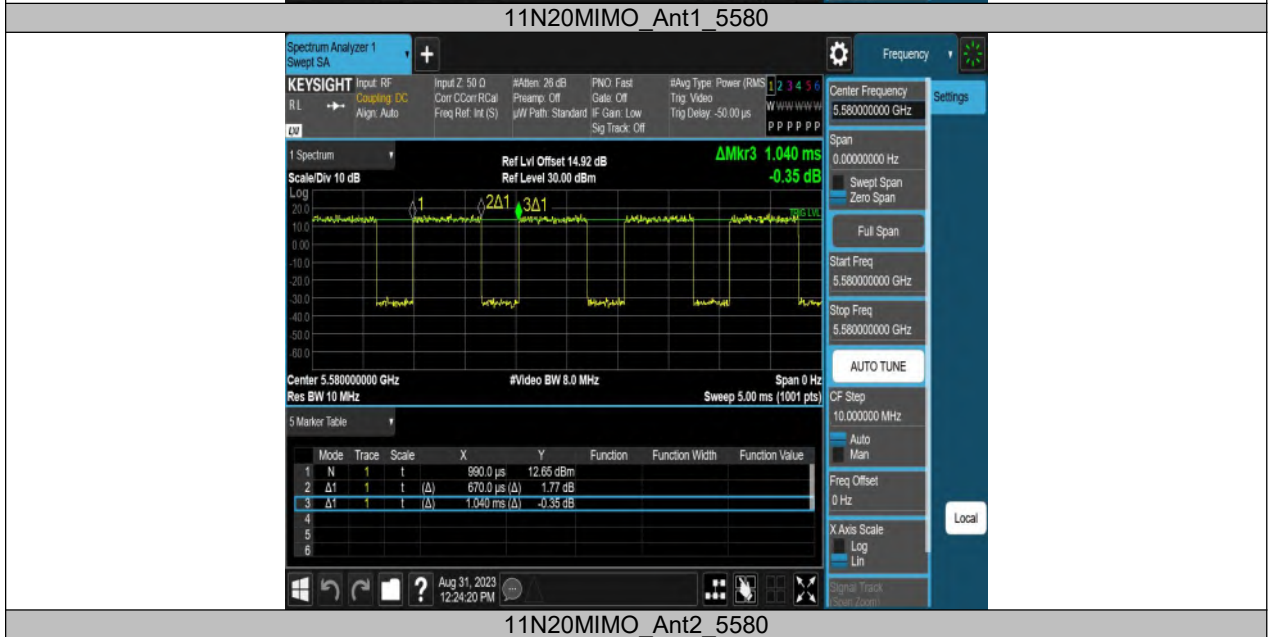 11N20MIMO_Ant1_5580
Spectrum Analyzer 1
Swept SA
+
Frequency
KEYSIGHT
RL
LXI
Input: RF
Coupling: DC
Align: Auto
Input Z: 50 Ω
Corr CCorr RCal
Freq Ref: Int (S)
#Atten: 26 dB
Preamp: Off
µW Path: Standard
PNO: Fast
Gate: Off
IF Gain: Low
Sig Track: Off
#Avg Type: Power (RMS
Trig: Video
Trig Delay: -50.00 µs
1 2 3 4 5 6
W W W W W W
P P P P P P
Center Frequency
5.580000000 GHz
Settings
Span
0.00000000 Hz
Swept Span
Zero Span
Full Span
Start Freq
5.580000000 GHz
Stop Freq
5.580000000 GHz
AUTO TUNE
CF Step
10.000000 MHz
Auto
Man
Freq Offset
0 Hz
X Axis Scale
Log
Lin
Signal Track
(Span Zoom)
Local
1 Spectrum
Scale/Div 10 dB
Ref Lvl Offset 14.92 dB
Ref Level 30.00 dBm
ΔMkr3 1.040 ms
-0.35 dB
Log
20.0
10.0
0.00
-10.0
-20.0
-30.0
-40.0
-50.0
-60.0
1
2Δ1
3Δ1
TRIG LVL
Center 5.580000000 GHz
#Video BW 8.0 MHz
Span 0 Hz
Res BW 10 MHz
Sweep 5.00 ms (1001 pts)
5 Marker Table
Mode Trace Scale X Y Function Function Width Function Value
1 N 1 t 990.0 µs 12.65 dBm
2 Δ1 1 t (Δ) 670.0 µs (Δ) 1.77 dB
3 Δ1 1 t (Δ) 1.040 ms (Δ) -0.35 dB
4
5
6
?
Aug 31, 2023
12:24:20 PM
11N20MIMO_Ant2_5580